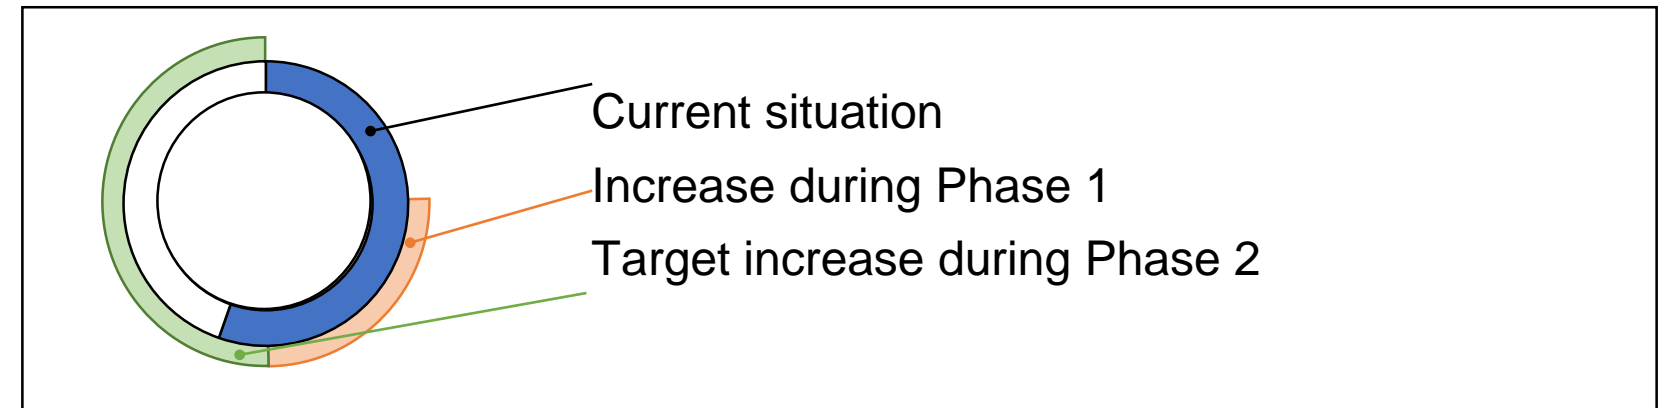 Current situation
Increase during Phase 1
Target increase during Phase 2